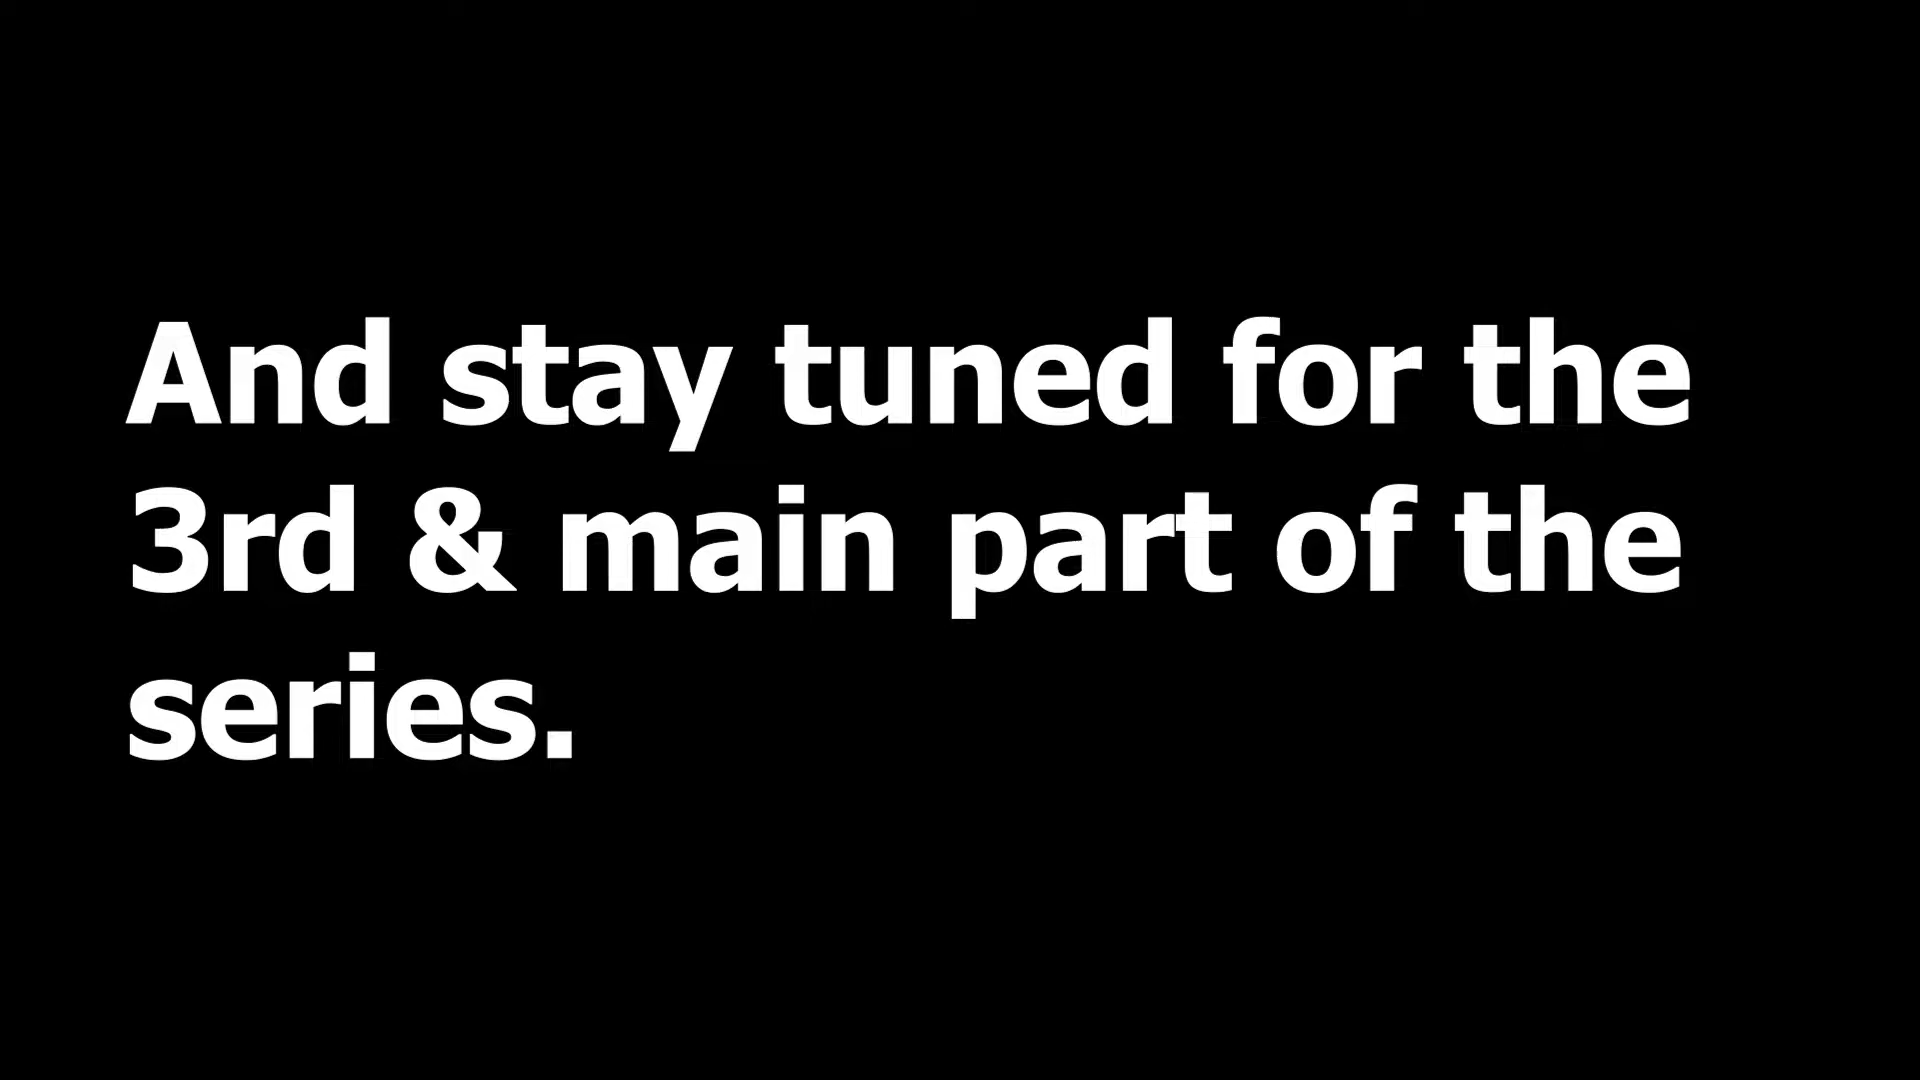 And stay tuned for the
3rd & main part of the
series.